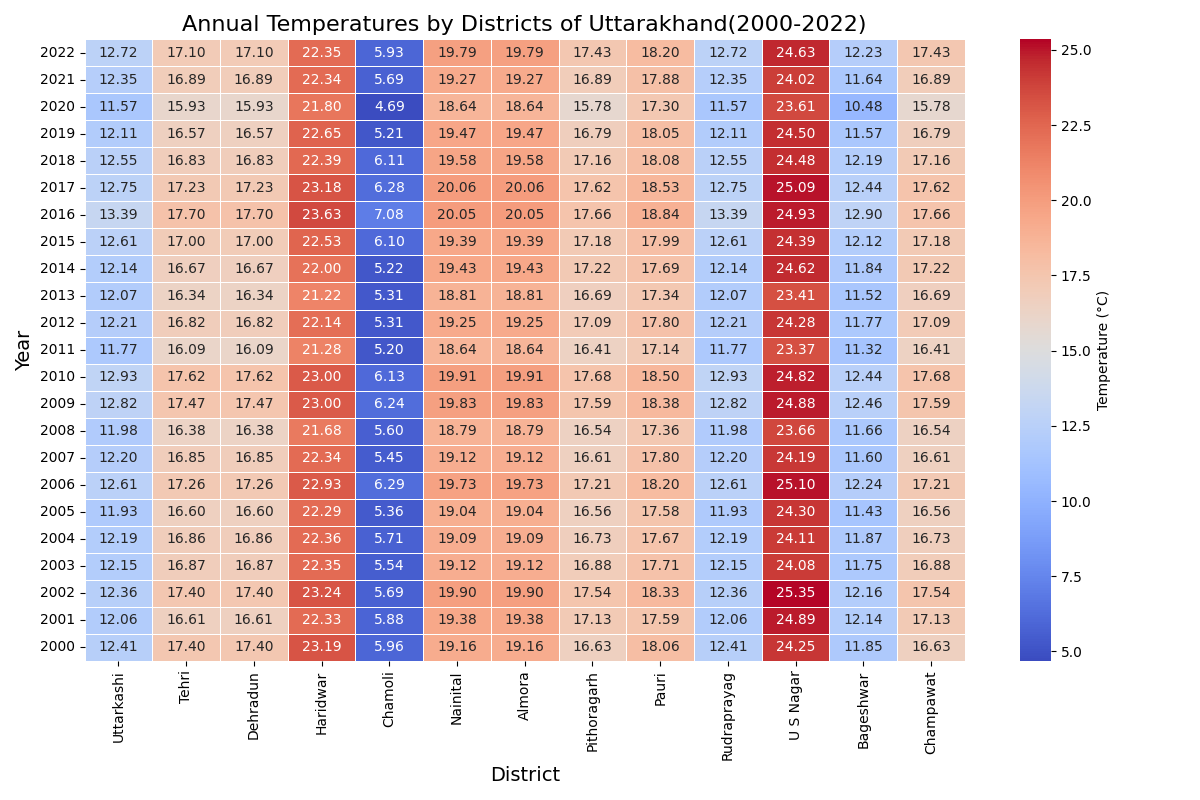 Annual Temperatures by Districts of Uttarakhand(2000-2022)
2022 12.72 17.10 17.10 22.35 5.93 19.79 19.79 17.43 18.20 12.72 24.63 12.23 17.43
2021 12.35 16.89 16.89 22.34 5.69 19.27 19.27 16.89 17.88 12.35 24.02 11.64 16.89
2020 11.57 15.93 15.93 21.80 4.69 18.64 18.64 15.78 17.30 11.57 23.61 10.48 15.78
2019 12.11 16.57 16.57 22.65 5.21 19.47 19.47 16.79 18.05 12.11 24.50 11.57 16.79
2018 12.55 16.83 16.83 22.39 6.11 19.58 19.58 17.16 18.08 12.55 24.48 12.19 17.16
2017 12.75 17.23 17.23 23.18 6.28 20.06 20.06 17.62 18.53 12.75 25.09 12.44 17.62
2016 13.39 17.70 17.70 23.63 7.08 20.05 20.05 17.66 18.84 13.39 24.93 12.90 17.66
2015 12.61 17.00 17.00 22.53 6.10 19.39 19.39 17.18 17.99 12.61 24.39 12.12 17.18
2014 12.14 16.67 16.67 22.00 5.22 19.43 19.43 17.22 17.69 12.14 24.62 11.84 17.22
2013 12.07 16.34 16.34 21.22 5.31 18.81 18.81 16.69 17.34 12.07 23.41 11.52 16.69
2012 12.21 16.82 16.82 22.14 5.31 19.25 19.25 17.09 17.80 12.21 24.28 11.77 17.09
2011 11.77 16.09 16.09 21.28 5.20 18.64 18.64 16.41 17.14 11.77 23.37 11.32 16.41
2010 12.93 17.62 17.62 23.00 6.13 19.91 19.91 17.68 18.50 12.93 24.82 12.44 17.68
2009 12.82 17.47 17.47 23.00 6.24 19.83 19.83 17.59 18.38 12.82 24.88 12.46 17.59
2008 11.98 16.38 16.38 21.68 5.60 18.79 18.79 16.54 17.36 11.98 23.66 11.66 16.54
2007 12.20 16.85 16.85 22.34 5.45 19.12 19.12 16.61 17.80 12.20 24.19 11.60 16.61
2006 12.61 17.26 17.26 22.93 6.29 19.73 19.73 17.21 18.20 12.61 25.10 12.24 17.21
2005 11.93 16.60 16.60 22.29 5.36 19.04 19.04 16.56 17.58 11.93 24.30 11.43 16.56
2004 12.19 16.86 16.86 22.36 5.71 19.09 19.09 16.73 17.67 12.19 24.11 11.87 16.73
2003 12.15 16.87 16.87 22.35 5.54 19.12 19.12 16.88 17.71 12.15 24.08 11.75 16.88
2002 12.36 17.40 17.40 23.24 5.69 19.90 19.90 17.54 18.33 12.36 25.35 12.16 17.54
2001 12.06 16.61 16.61 22.33 5.88 19.38 19.38 17.13 17.59 12.06 24.89 12.14 17.13
2000 12.41 17.40 17.40 23.19 5.96 19.16 19.16 16.63 18.06 12.41 24.25 11.85 16.63
Year
Uttarkashi
Tehri
Dehradun
Haridwar
Chamoli
Nainital
Almora
Pithoragarh
Pauri
Rudraprayag
U S Nagar
Bageshwar
Champawat
District
25.0
22.5
20.0
17.5
15.0
12.5
10.0
7.5
5.0
Temperature (°C)